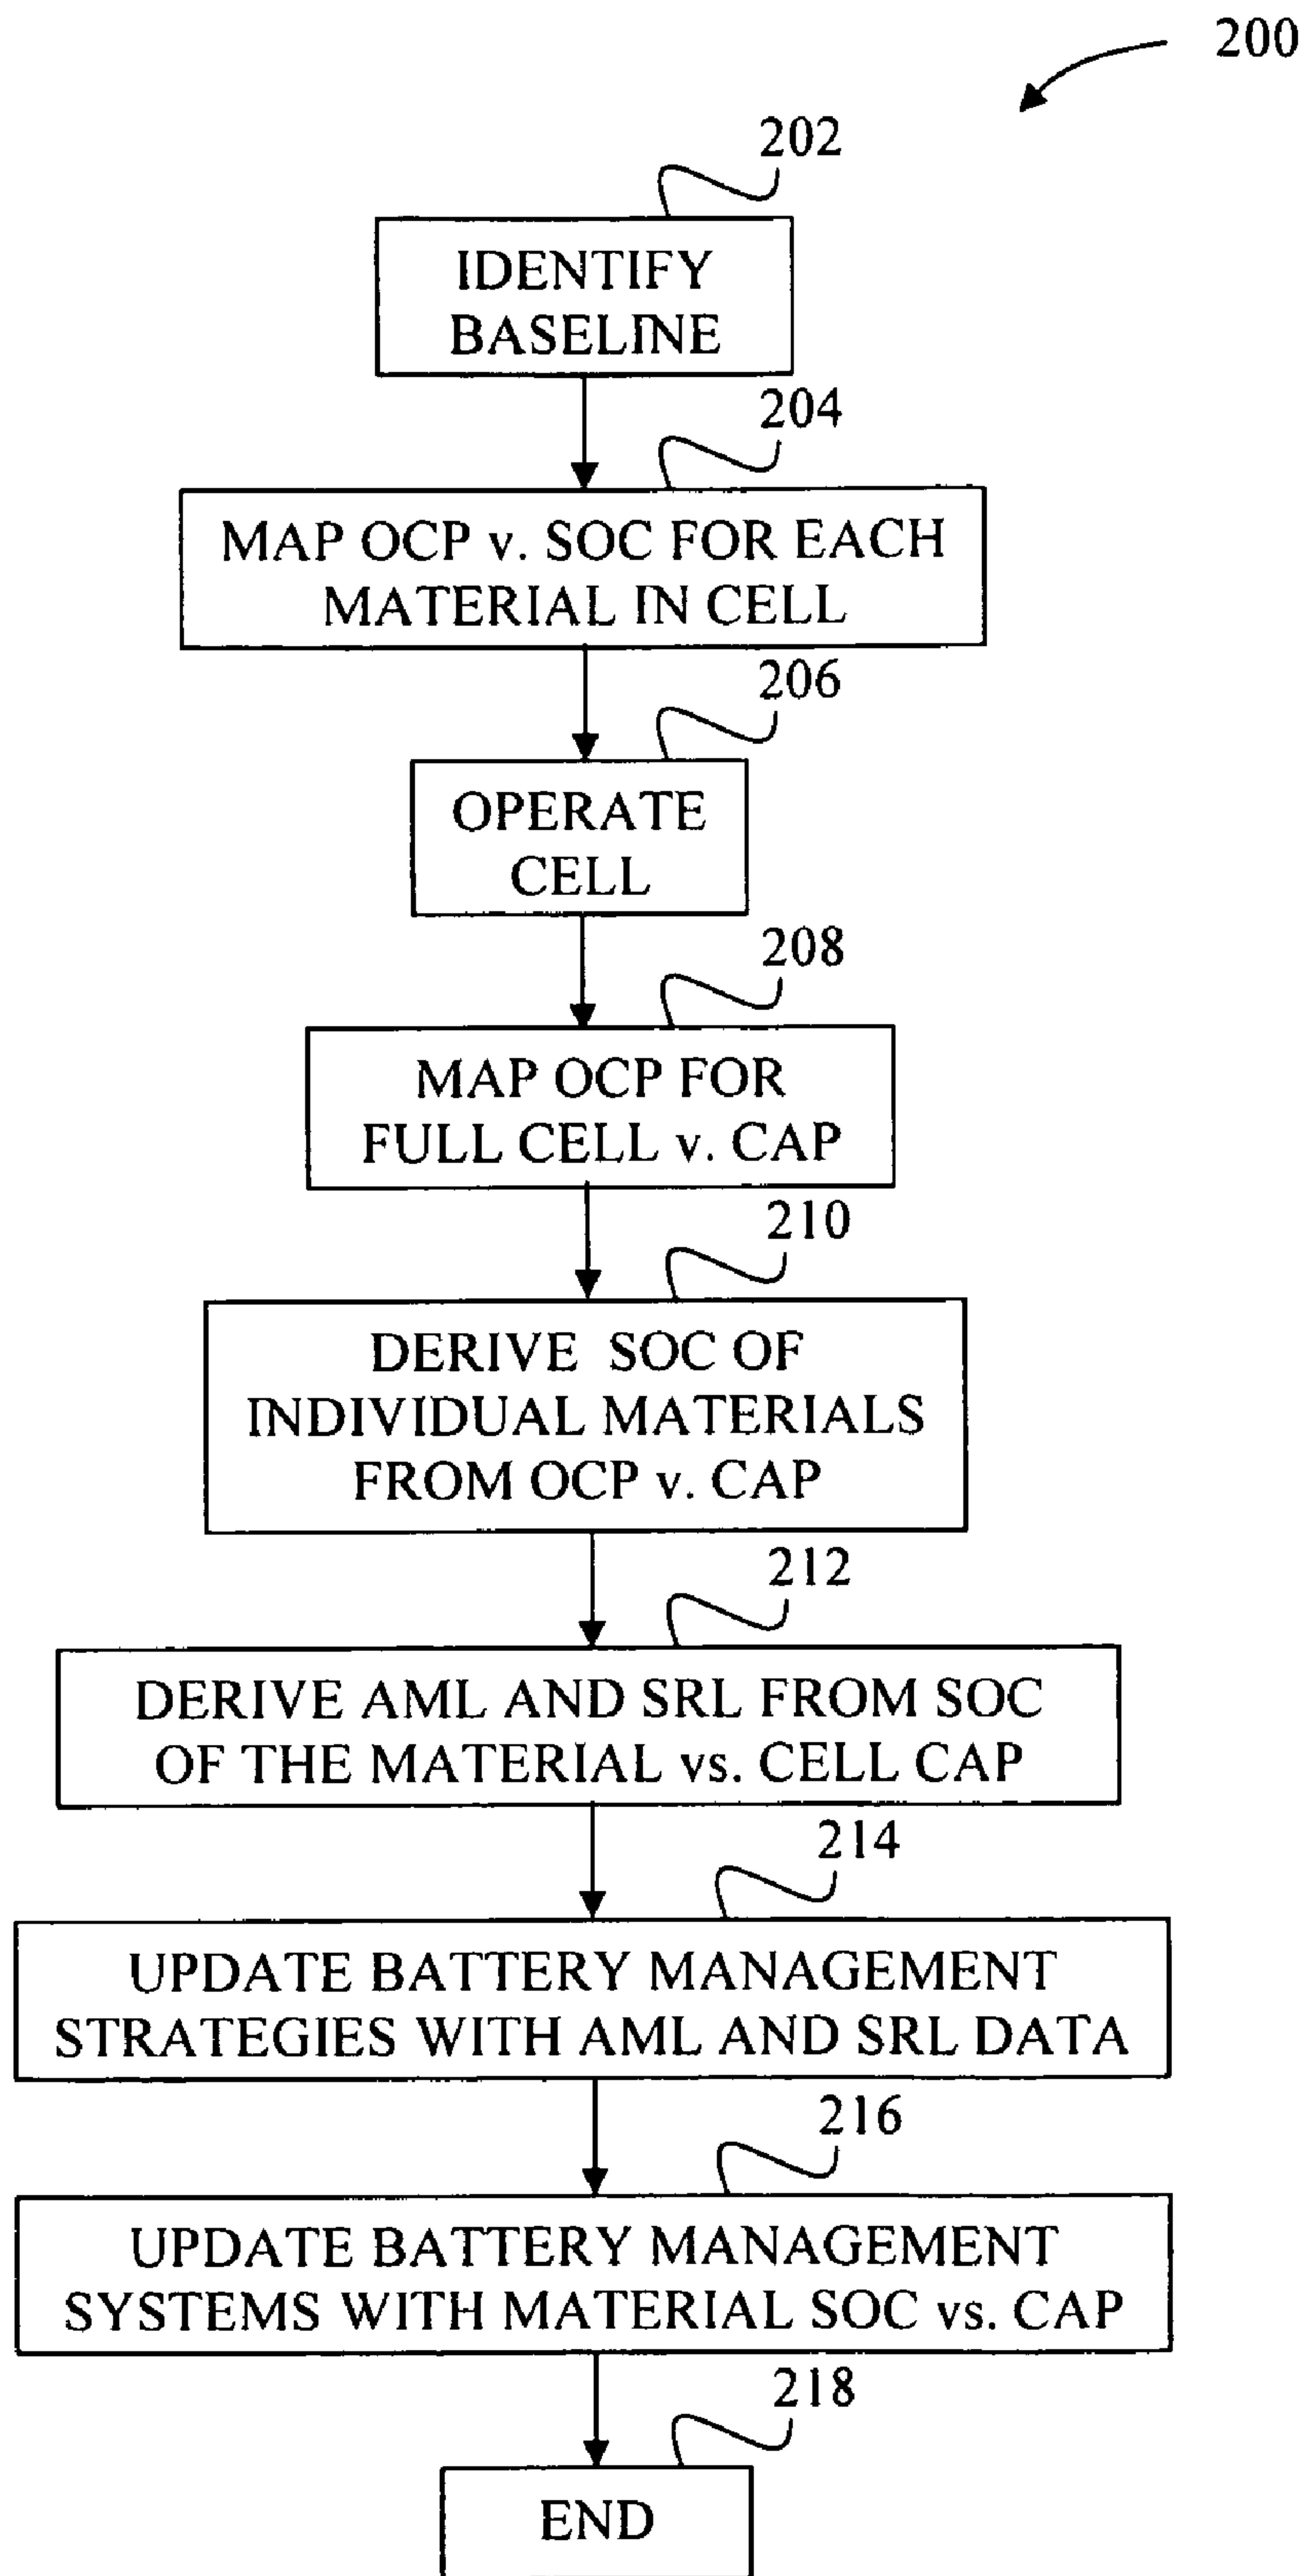 200
202
IDENTIFY
BASELINE
204
MAP OCP v. SOC FOR EACH
MATERIAL IN CELL
206
OPERATE
CELL
208
MAP OCP FOR
FULL CELL v. CAP
210
DERIVE SOC OF
INDIVIDUAL MATERIALS
FROM OCP v. CAP
212
DERIVE AML AND SRL FROM SOC
OF THE MATERIAL vs. CELL CAP
214
UPDATE BATTERY MANAGEMENT
STRATEGIES WITH AML AND SRL DATA
216
UPDATE BATTERY MANAGEMENT
SYSTEMS WITH MATERIAL SOC vs. CAP
218
END